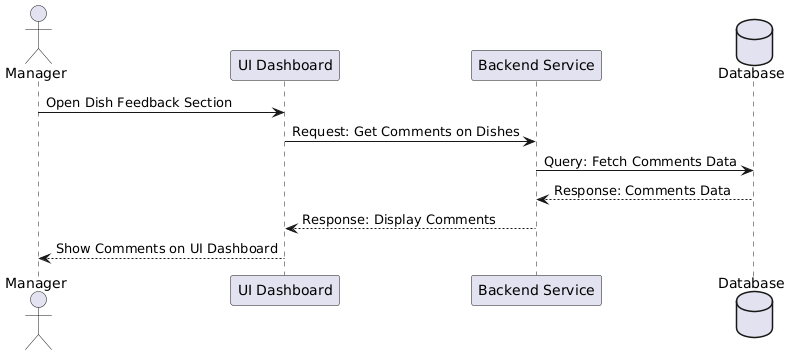 Manager
UI Dashboard
Backend Service
Database
Open Dish Feedback Section
Request: Get Comments on Dishes
Query: Fetch Comments Data
Response: Comments Data
Response: Display Comments
Show Comments on UI Dashboard
Manager
UI Dashboard
Backend Service
Database